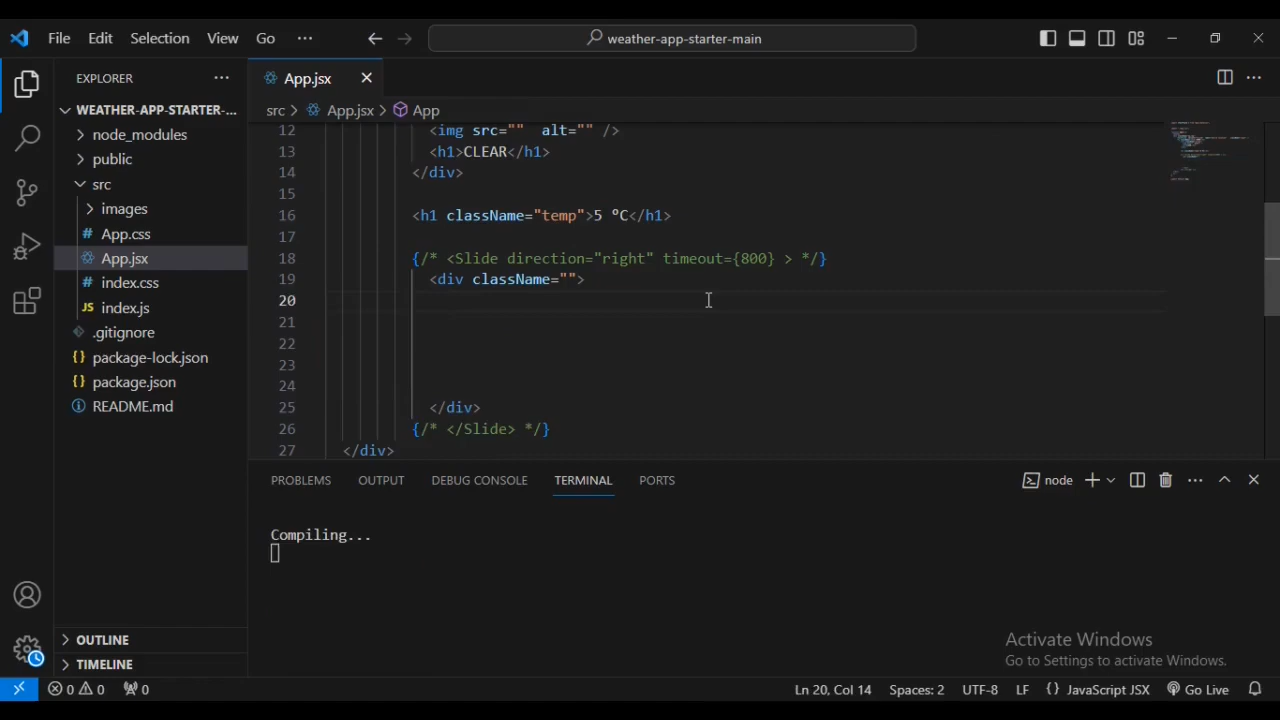 File Edit Selection View Go ··· weather-app-starter-main
EXPLORER ···
WEATHER-APP-STARTER-...
node_modules
public
src
images
# App.css
App.jsx
# index.css
JS index.js
.gitignore
{} package-lock.json
{} package.json
README.md
OUTLINE
TIMELINE
App.jsx
src > App.jsx > App
12 <img src=""  alt="" />
13 <h1>CLEAR</h1>
14 </div>
15
16 <h1 className="temp">5 °C</h1>
17
18 {/* <Slide direction="right" timeout={800} > */}
19 <div className="">
20
21
22
23
24
25 </div>
26 {/* </Slide> */}
27 </div>
PROBLEMS OUTPUT DEBUG CONSOLE TERMINAL PORTS node
Compiling...
Activate Windows
Go to Settings to activate Windows.
0 0 0 Ln 20, Col 14 Spaces: 2 UTF-8 LF {} JavaScript JSX Go Live